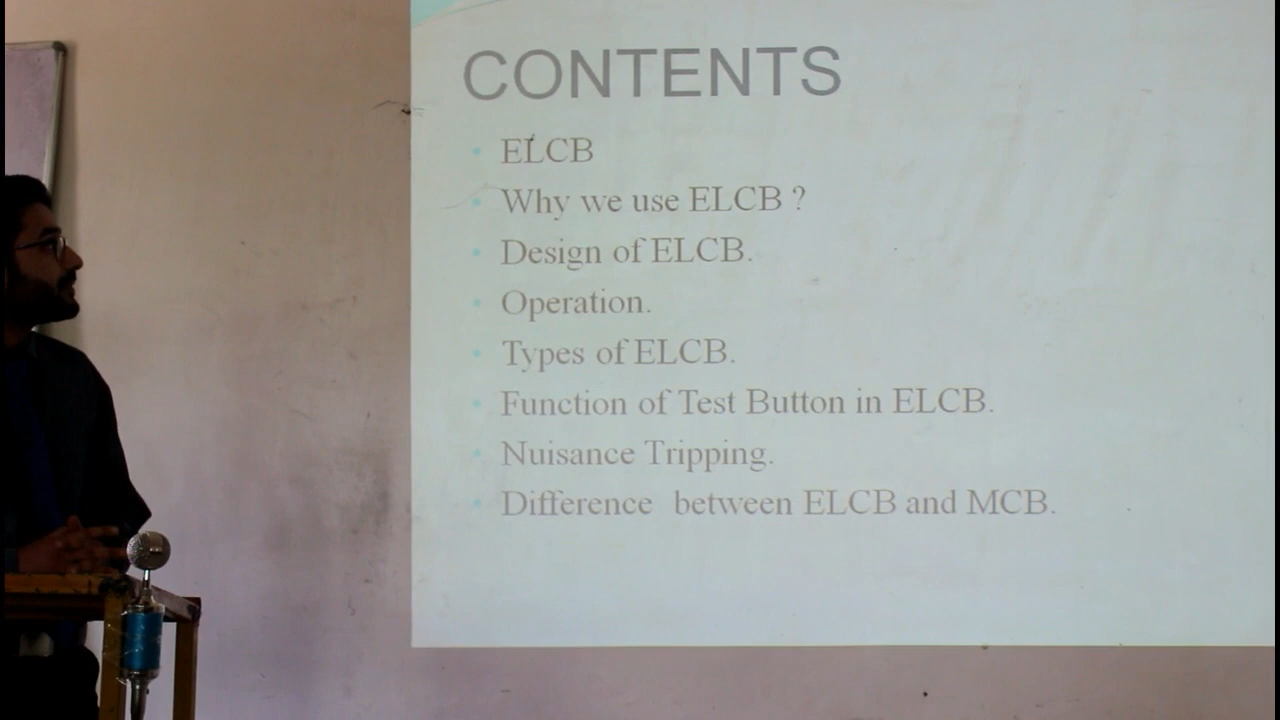 CONTENTS
ELCB
Why we use ELCB ?
Design of ELCB.
Operation.
Types of ELCB.
Function of Test Button in ELCB.
Nuisance Tripping.
Difference between ELCB and MCB.